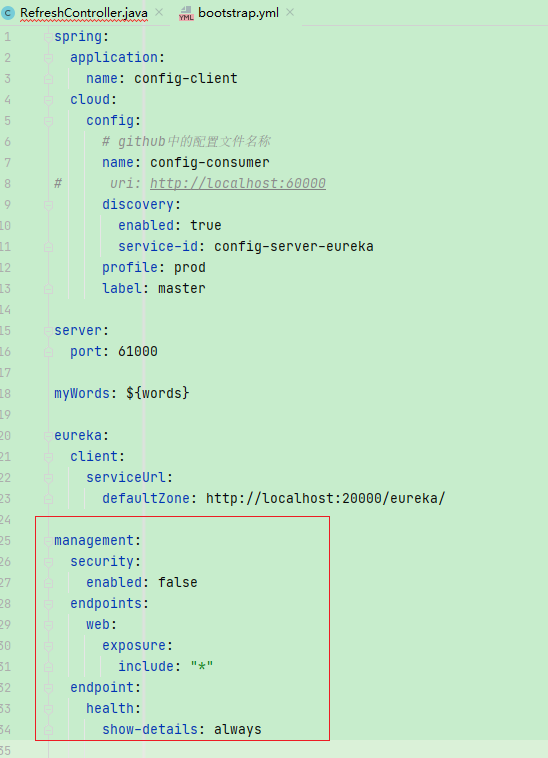 RefreshController.java bootstrap.yml
1 spring:
2 application:
3 name: config-client
4 cloud:
5 config:
6 # github中的配置文件名称
7 name: config-consumer
8 # uri: http://localhost:60000
9 discovery:
10 enabled: true
11 service-id: config-server-eureka
12 profile: prod
13 label: master
14
15 server:
16 port: 61000
17
18 myWords: ${words}
19
20 eureka:
21 client:
22 serviceUrl:
23 defaultZone: http://localhost:20000/eureka/
24
25 management:
26 security:
27 enabled: false
28 endpoints:
29 web:
30 exposure:
31 include: "*"
32 endpoint:
33 health:
34 show-details: always
35